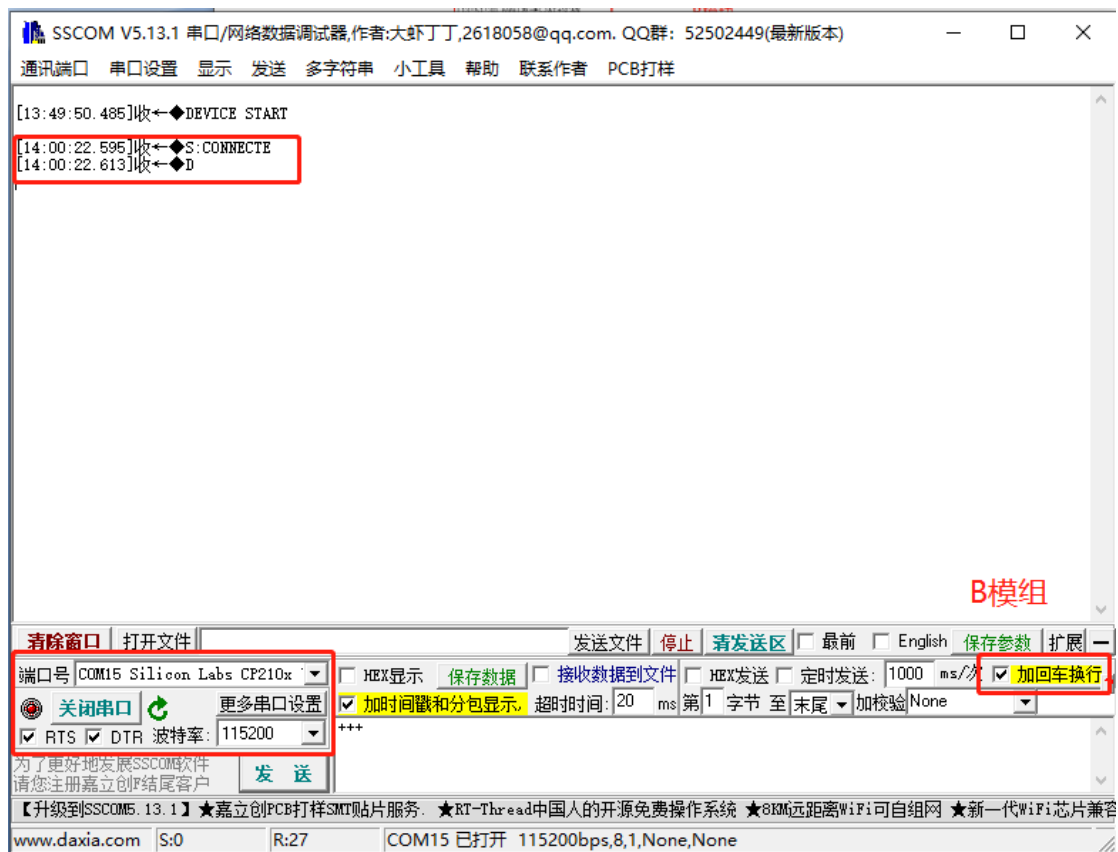 SSCOM V5.13.1 串口/网络数据调试器,作者:大虾丁丁,2618058@qq.com. QQ群: 52502449(最新版本)
通讯端口 串口设置 显示 发送 多字符串 小工具 帮助 联系作者 PCB打样
[13:49:50.485]收←◆DEVICE START
[14:00:22.595]收←◆S:CONNECTE
[14:00:22.613]收←◆D
B模组
清除窗口 打开文件 发送文件 停止 清发送区 最前 English 保存参数 扩展 —
端口号 COM15 Silicon Labs CP210x HEX显示 保存数据 接收数据到文件 HEX发送 定时发送: 1000 ms/次 加回车换行
关闭串口 更多串口设置 加时间戳和分包显示, 超时时间: 20 ms 第 1 字节 至 末尾 加校验 None
RTS DTR 波特率: 115200 +++
为了更好地发展SSCOM软件
请您注册嘉立创F结尾客户
发 送
【升级到SSCOM5.13.1】★嘉立创PCB打样SMT贴片服务. ★RT-Thread中国人的开源免费操作系统 ★8KM远距离WiFi可自组网 ★新一代WiFi芯片兼容
www.daxia.com S:0 R:27 COM15 已打开 115200bps,8,1,None,None